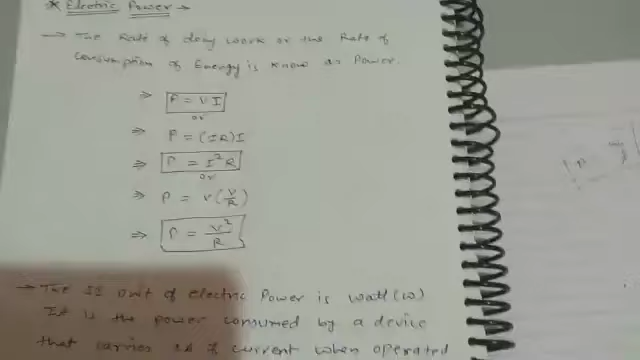 * Electric Power →
→ The Rate of doing work or the Rate of
Consumption of Energy is know as Power.
⇒ P = V I
or
⇒ P = (IR) I
⇒ P = I² R
or
⇒ P = V (V/R)
⇒ P = V²/R
→ The SI Unit of electric Power is Watt (W)
It is the power consumed by a device
that carries of current when operated